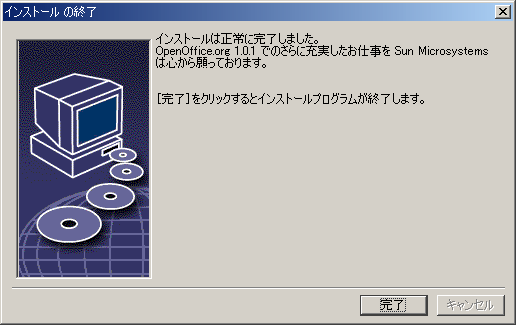 インストール の終了
インストールは正常に完了しました。
OpenOffice.org 1.0.1 でのさらに充実したお仕事を Sun Microsystems
は心から願っております。
[完了]をクリックするとインストールプログラムが終了します。
完了
キャンセル